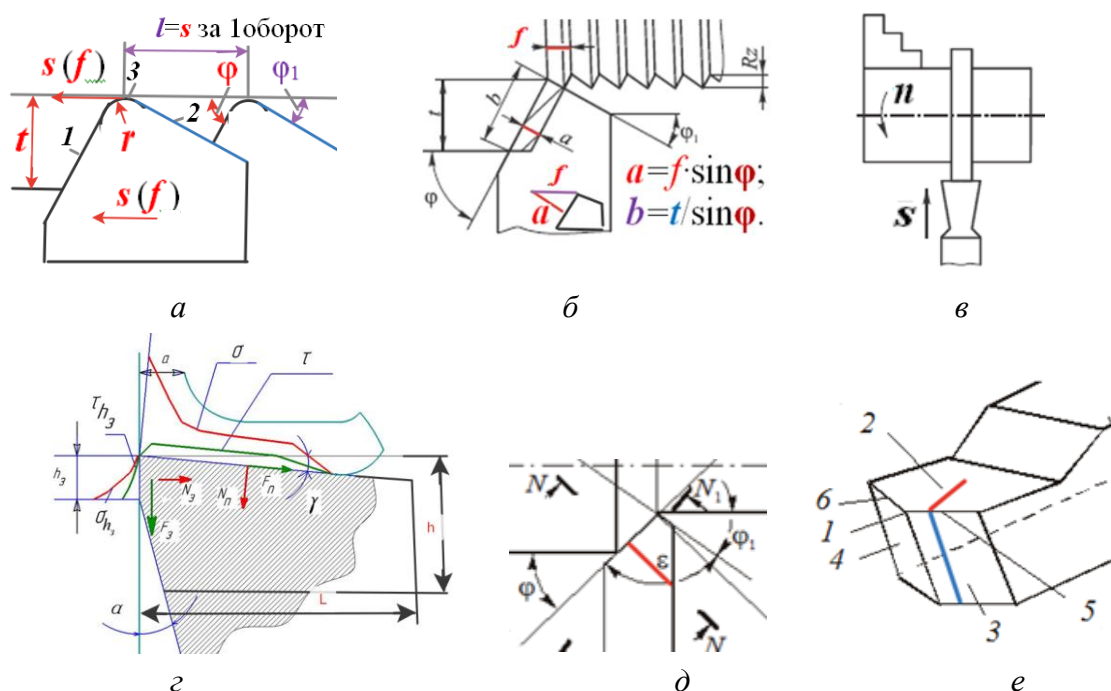 l=s за 1оборот
s (f)
3
φ
φ₁
1
2
t
r
s (f)
а
f
Rz
b
t
a
φ₁
φ
f
a
a=f·sinφ;
b=t/sinφ.
б
n
s
в
a
σ
τ
τhз
hз
σhз
Nз
Nп
Fп
Fз
γ
h
L
α
г
N
N₁
φ₁
ε
φ
N
д
2
6
1
4
3
5
е